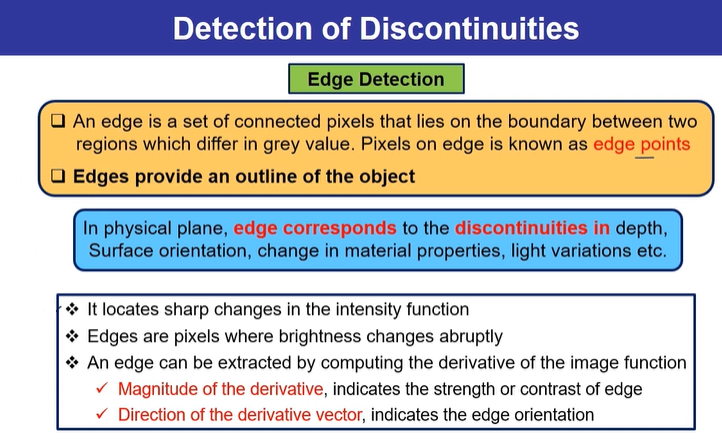 Detection of Discontinuities
Edge Detection
❑ An edge is a set of connected pixels that lies on the boundary between two
regions which differ in grey value. Pixels on edge is known as edge points
❑ Edges provide an outline of the object
In physical plane, edge corresponds to the discontinuities in depth,
Surface orientation, change in material properties, light variations etc.
❖ It locates sharp changes in the intensity function
❖ Edges are pixels where brightness changes abruptly
❖ An edge can be extracted by computing the derivative of the image function
✓ Magnitude of the derivative, indicates the strength or contrast of edge
✓ Direction of the derivative vector, indicates the edge orientation